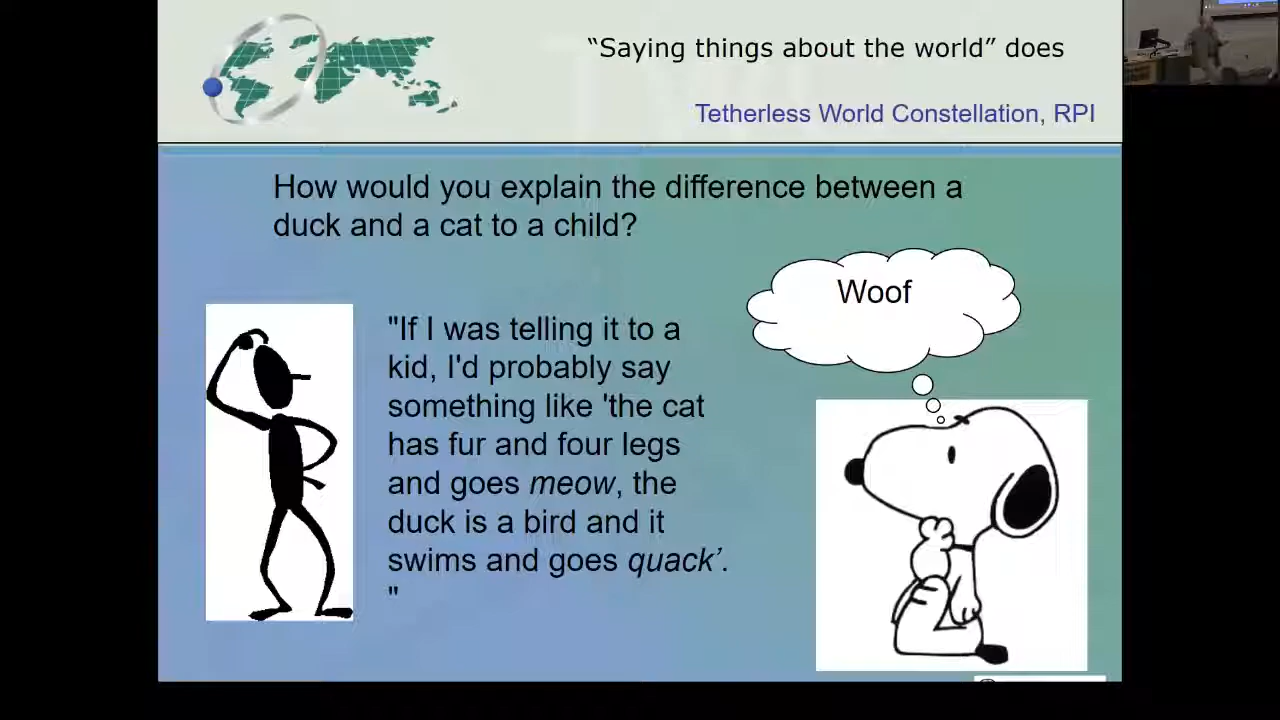 “Saying things about the world” does
Tetherless World Constellation, RPI
How would you explain the difference between a
duck and a cat to a child?
Woof
"If I was telling it to a
kid, I'd probably say
something like 'the cat
has fur and four legs
and goes meow, the
duck is a bird and it
swims and goes quack’.
"